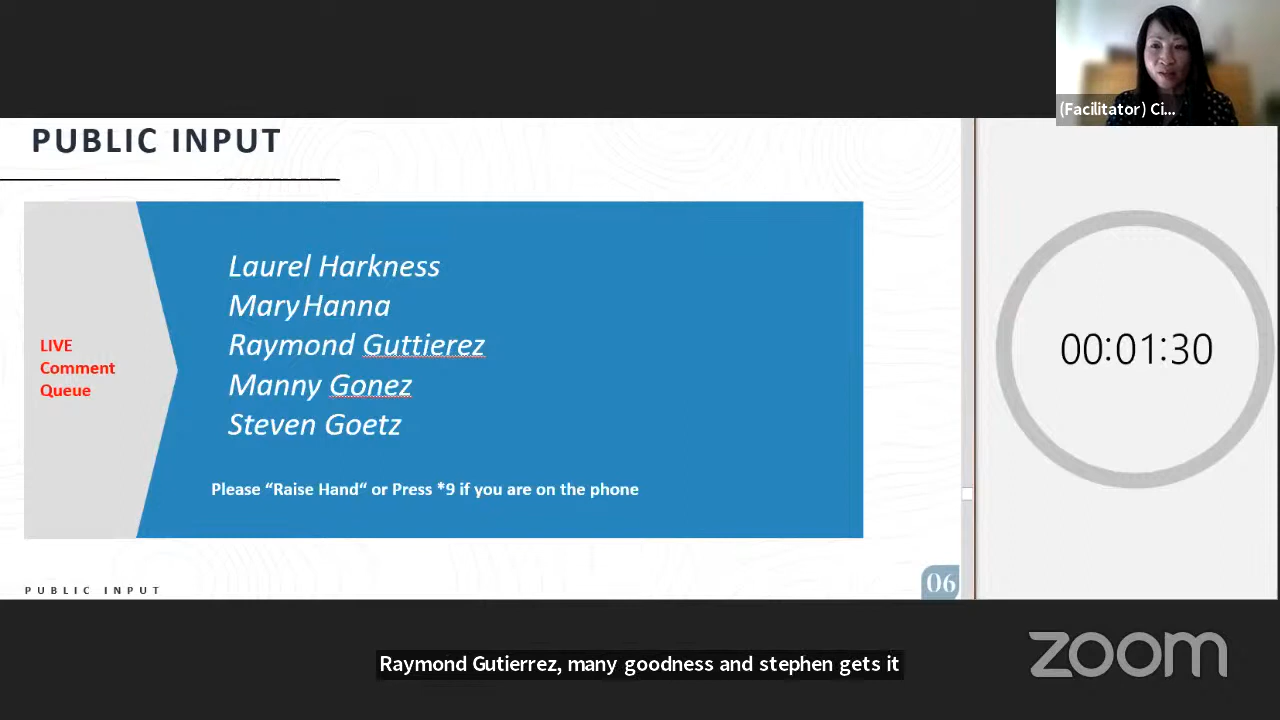 (Facilitator) Ci...
PUBLIC INPUT
Laurel Harkness
Mary Hanna
Raymond Guttierez
Manny Gonez
Steven Goetz
LIVE
Comment
Queue
Please “Raise Hand“ or Press *9 if you are on the phone
00:01:30
PUBLIC INPUT
06
Raymond Gutierrez, many goodness and stephen gets it
zoom